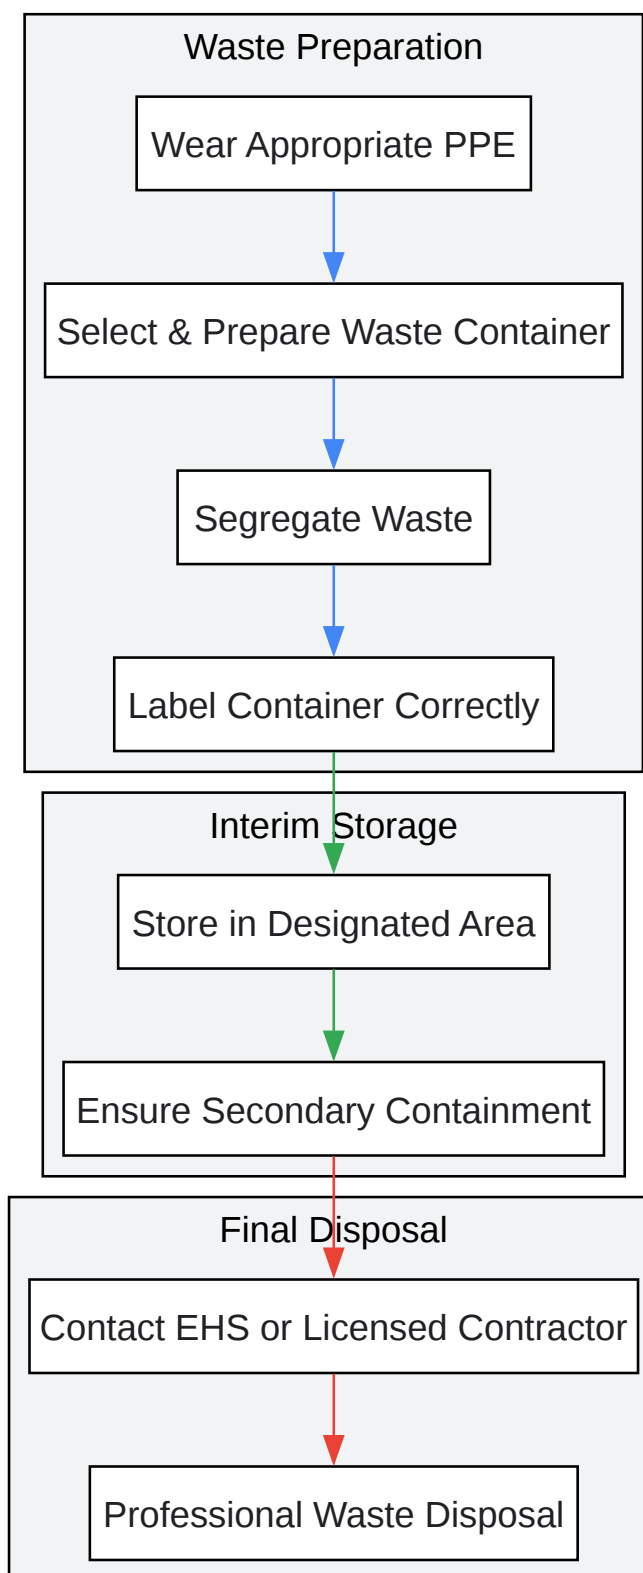 Waste Preparation
Wear Appropriate PPE
Select & Prepare Waste Container
Segregate Waste
Label Container Correctly
Interim Storage
Store in Designated Area
Ensure Secondary Containment
Final Disposal
Contact EHS or Licensed Contractor
Professional Waste Disposal